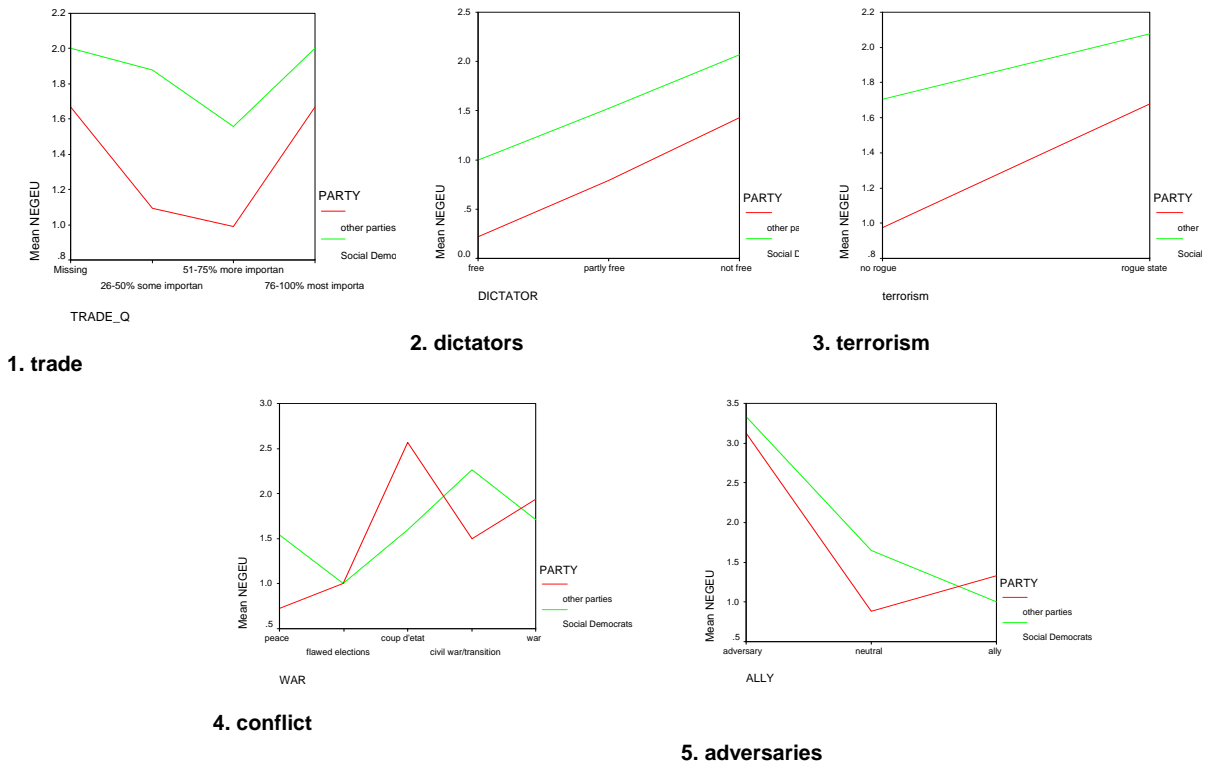 2.2
2.0
1.8
1.6
1.4
1.2
1.0
.8
Mean NEGEU
Missing
51-75% more importan
26-50% some importan
76-100% most importa
TRADE_Q
PARTY
other parties
Social Demo
1. trade
2.5
2.0
1.5
1.0
.5
0.0
Mean NEGEU
free
partly free
not free
DICTATOR
PARTY
other pa
Social D
2. dictators
2.2
2.0
1.8
1.6
1.4
1.2
1.0
.8
Mean NEGEU
no rogue
rogue state
terrorism
PARTY
other
Social
3. terrorism
3.0
2.5
2.0
1.5
1.0
.5
Mean NEGEU
peace
coup d'etat
war
flawed elections
civil war/transition
WAR
PARTY
other parties
Social Democrats
4. conflict
3.5
3.0
2.5
2.0
1.5
1.0
.5
Mean NEGEU
adversary
neutral
ally
ALLY
PARTY
other parties
Social Democrats
5. adversaries